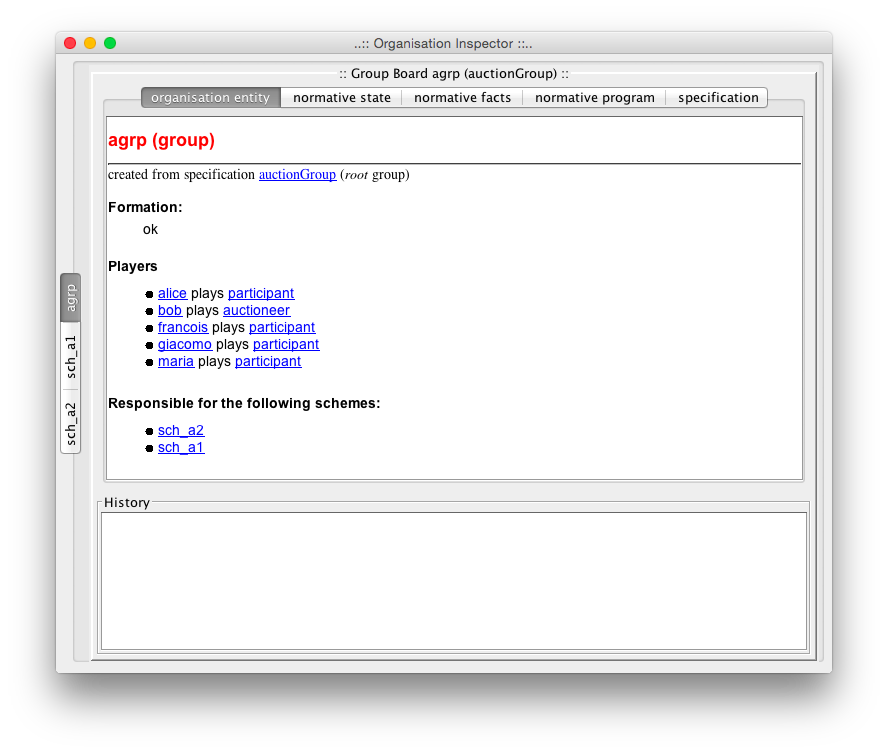 ..:: Organisation Inspector ::..
:: Group Board agrp (auctionGroup) ::
organisation entity normative state normative facts normative program specification
agrp (group)
created from specification auctionGroup (root group)
Formation:
ok
Players
alice plays participant
bob plays auctioneer
francois plays participant
giacomo plays participant
maria plays participant
Responsible for the following schemes:
sch_a2
sch_a1
agrp
sch_a1
sch_a2
History